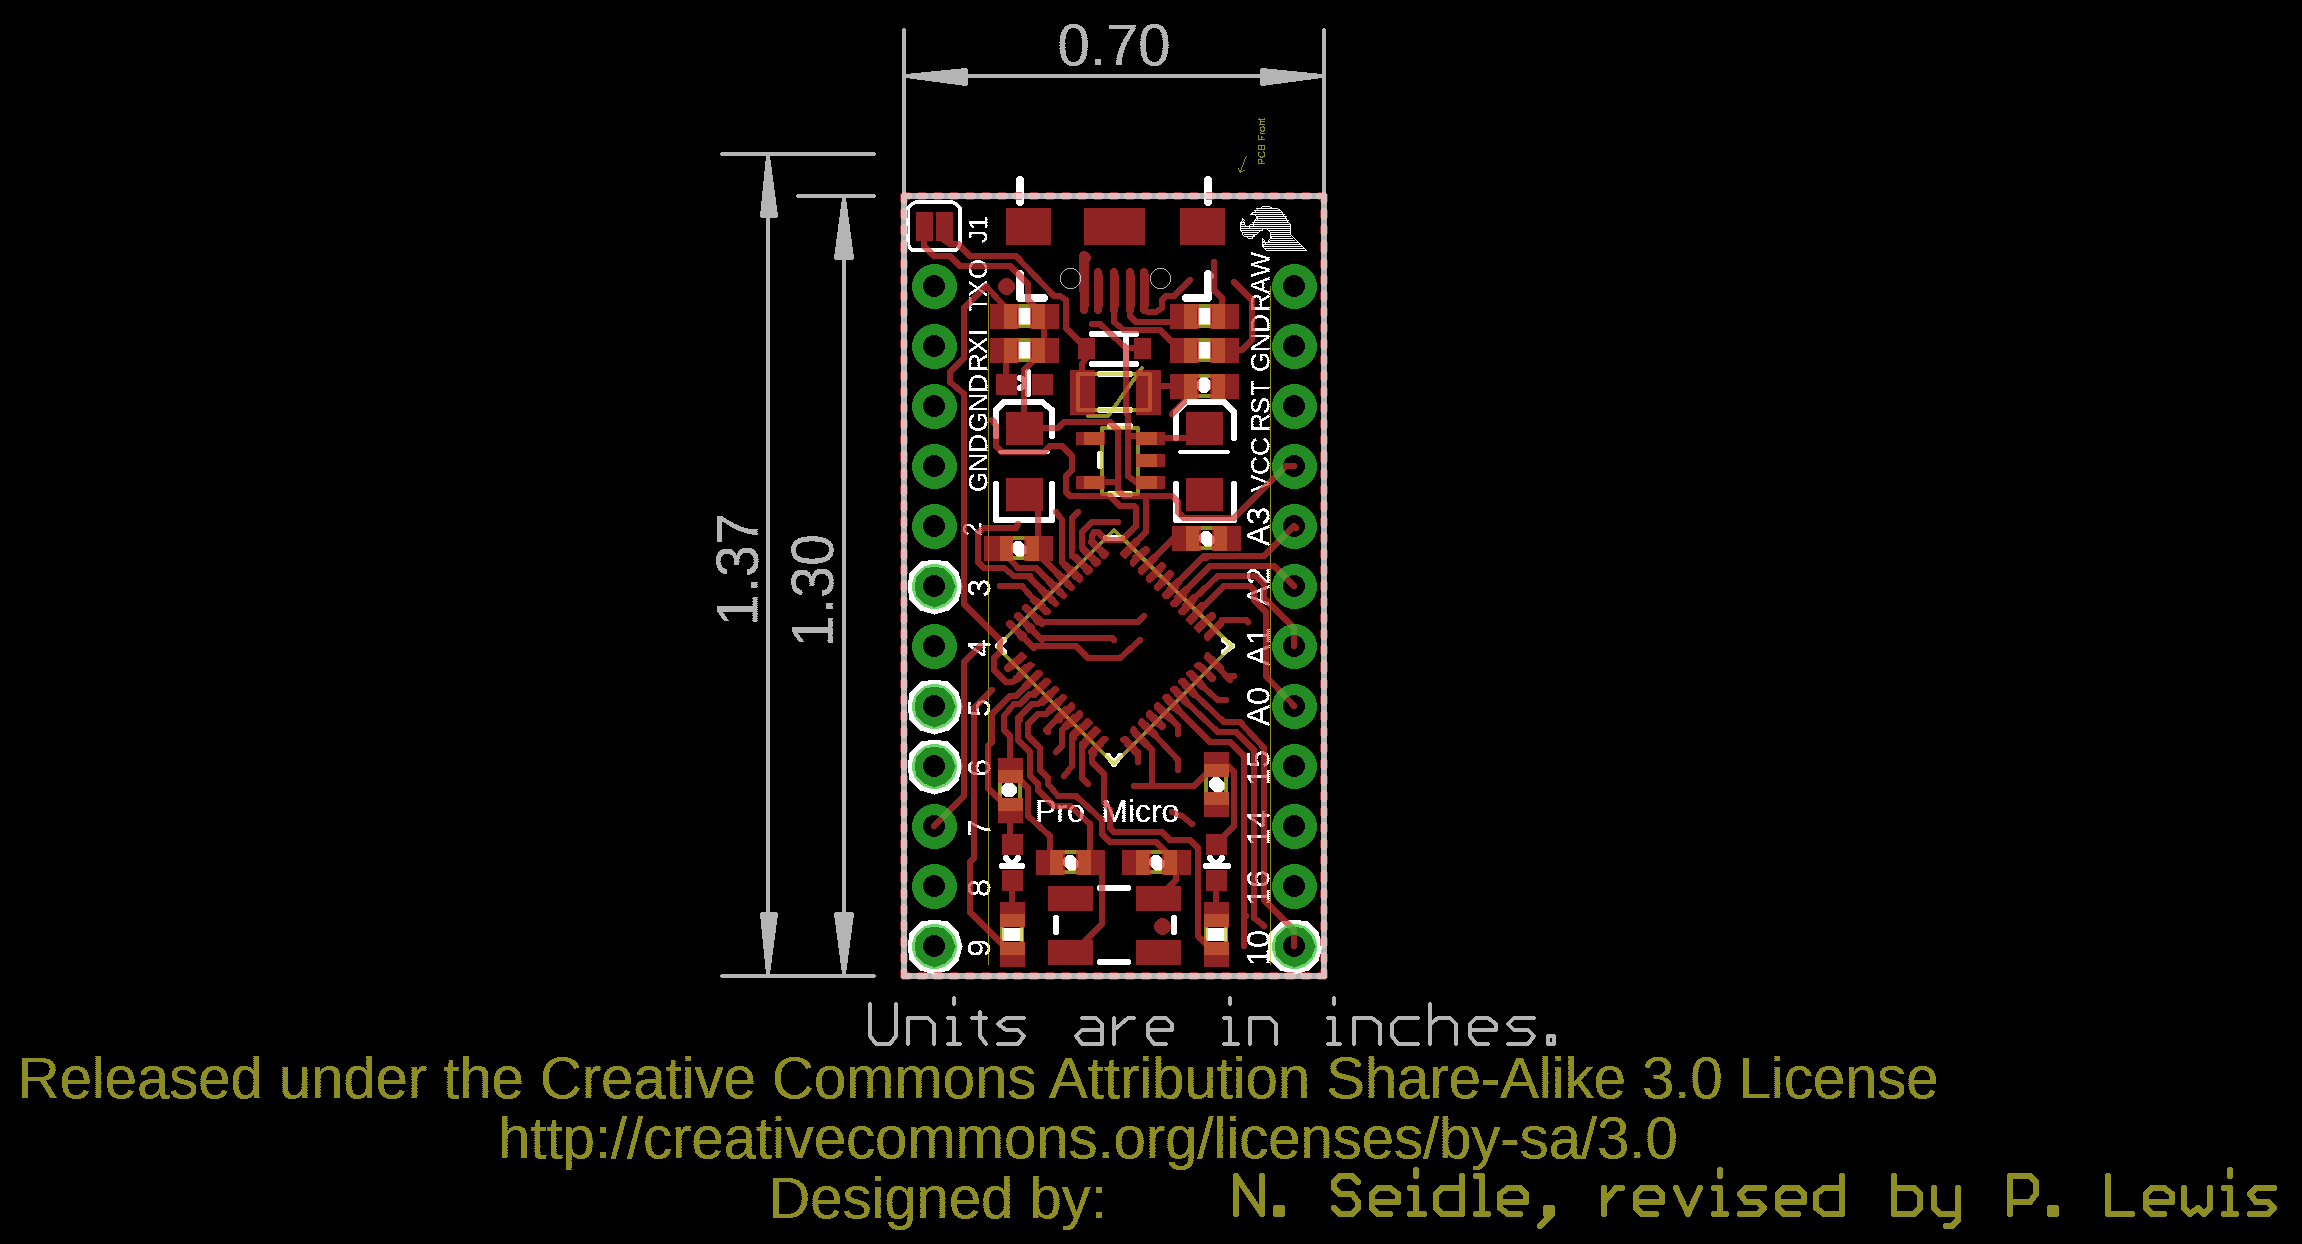 0.70
PCB Front
1.37
1.30
J1
TXO
RXI
GND
GND
2
3
4
5
6
7
8
9
RAW
GND
RST
VCC
A3
A2
A1
A0
15
14
16
10
Pro Micro
Units are in inches.
Released under the Creative Commons Attribution Share-Alike 3.0 License
http://creativecommons.org/licenses/by-sa/3.0
Designed by: N. Seidle, revised by P. Lewis